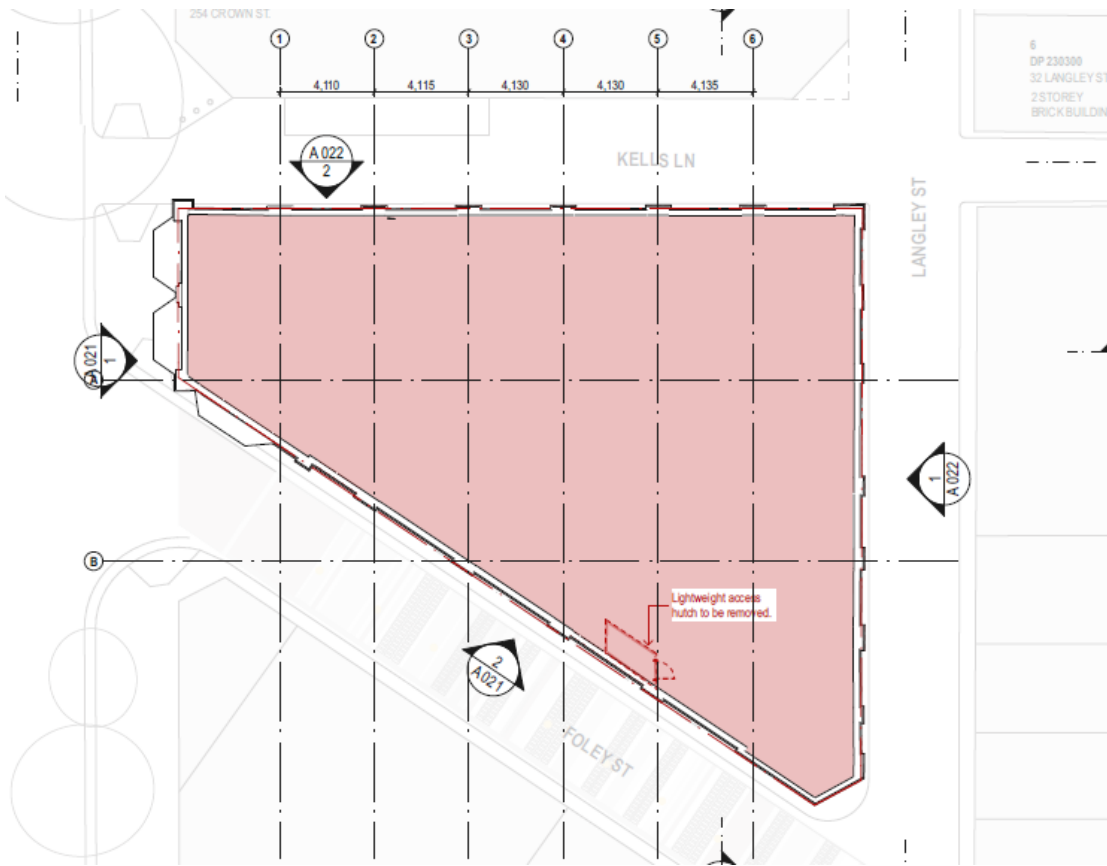 254 CROWN ST.
1
2
3
4
5
6
4,110
4,115
4,130
4,130
4,135
6
DP 230300
32 LANGLEY ST
2 STOREY
BRICK BUILDIN
A 022
2
KELLS LN
LANGLEY ST
A 021
1
A
1
A 022
B
Lightweight access
hutch to be removed.
2
A 021
FOLEY ST